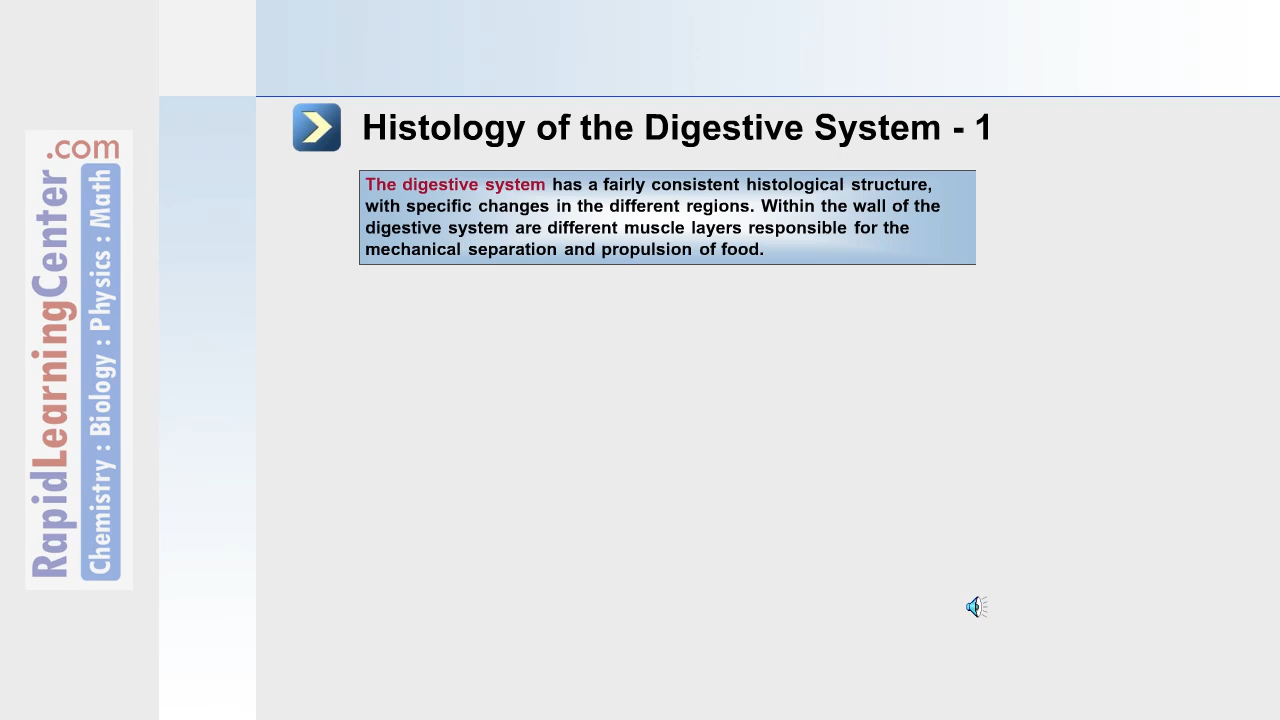 Histology of the Digestive System - 1
The digestive system has a fairly consistent histological structure,
with specific changes in the different regions. Within the wall of the
digestive system are different muscle layers responsible for the
mechanical separation and propulsion of food.
RapidLearningCenter.com
Chemistry : Biology : Physics : Math